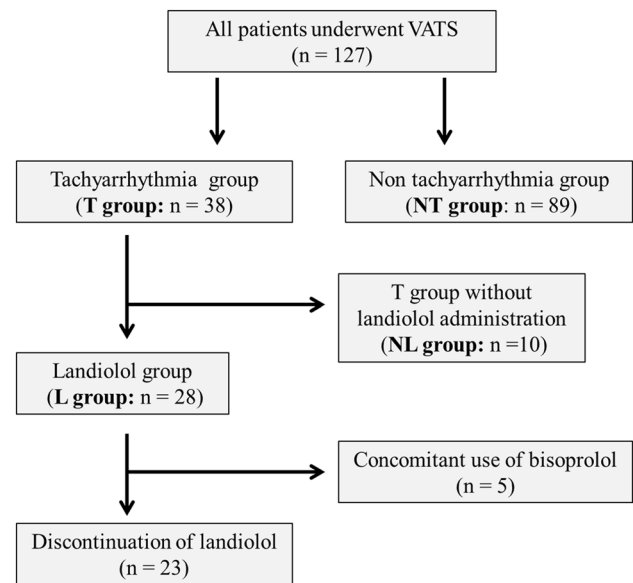 All patients underwent VATS
(n = 127)
Tachyarrhythmia group
(T group: n = 38)
Non tachyarrhythmia group
(NT group: n = 89)
T group without
landiolol administration
(NL group: n =10)
Landiolol group
(L group: n = 28)
Concomitant use of bisoprolol
(n = 5)
Discontinuation of landiolol
n = 23